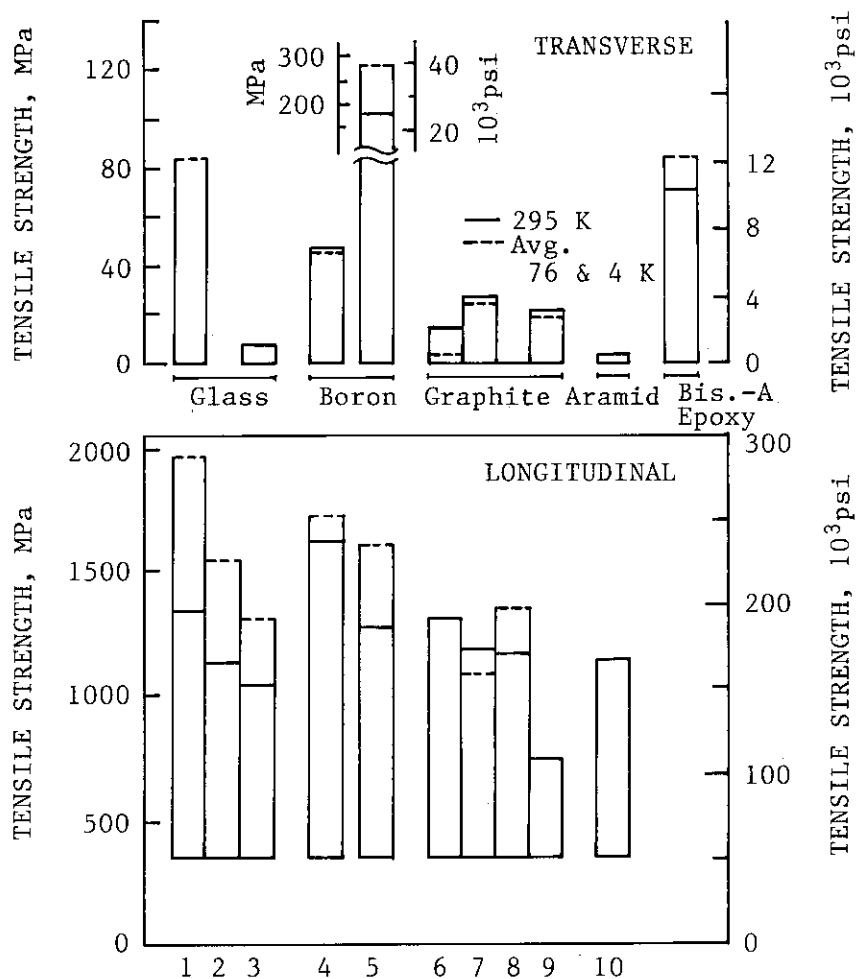 TRANSVERSE
TENSILE STRENGTH, MPa
140
120
80
40
0
MPa
300
200
40
20
10³psi
295 K
Avg.
76 & 4 K
12
8
4
0
TENSILE STRENGTH, 10³psi
Glass
Boron
Graphite
Aramid
Bis.-A
Epoxy
LONGITUDINAL
TENSILE STRENGTH, MPa
2000
1500
1000
500
0
300
200
100
0
TENSILE STRENGTH, 10³psi
1 2 3 4 5 6 7 8 9 10